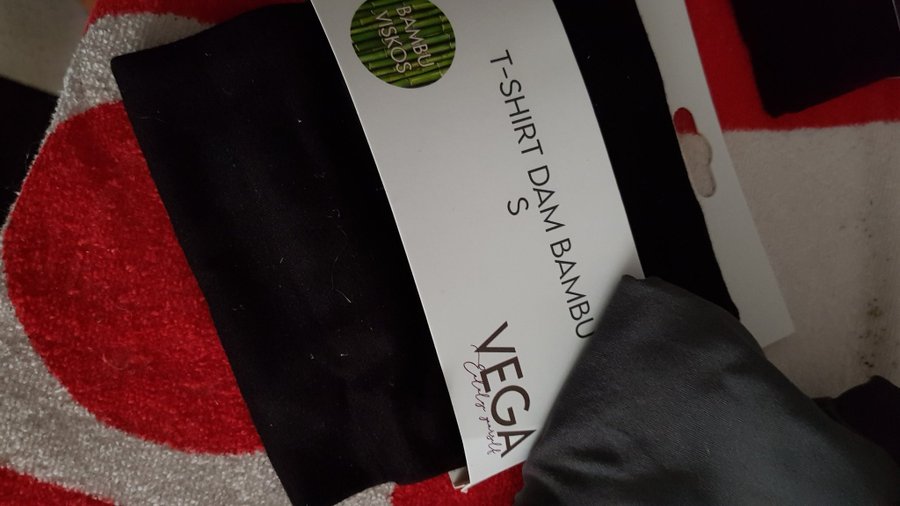 BAMBU
VISKOS
T-SHIRT DAM BAMBU
S
VEGA